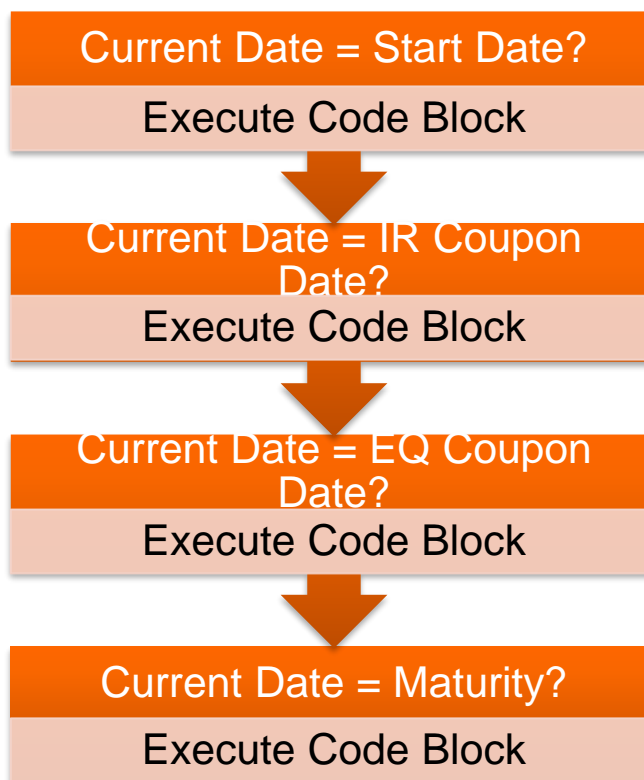 Current Date = Start Date?
Execute Code Block
Current Date = IR Coupon
Date?
Execute Code Block
Current Date = EQ Coupon
Date?
Execute Code Block
Current Date = Maturity?
Execute Code Block